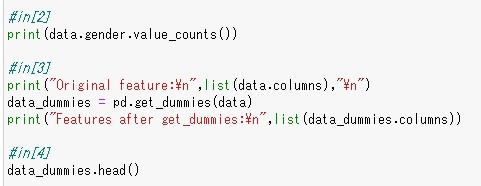 #in[2]
print(data.gender.value_counts())
#in[3]
print("Original feature:¥n",list(data.columns),"¥n")
data_dummies = pd.get_dummies(data)
print("Features after get_dummies:¥n",list(data_dummies.columns))
#in[4]
data_dummies.head()